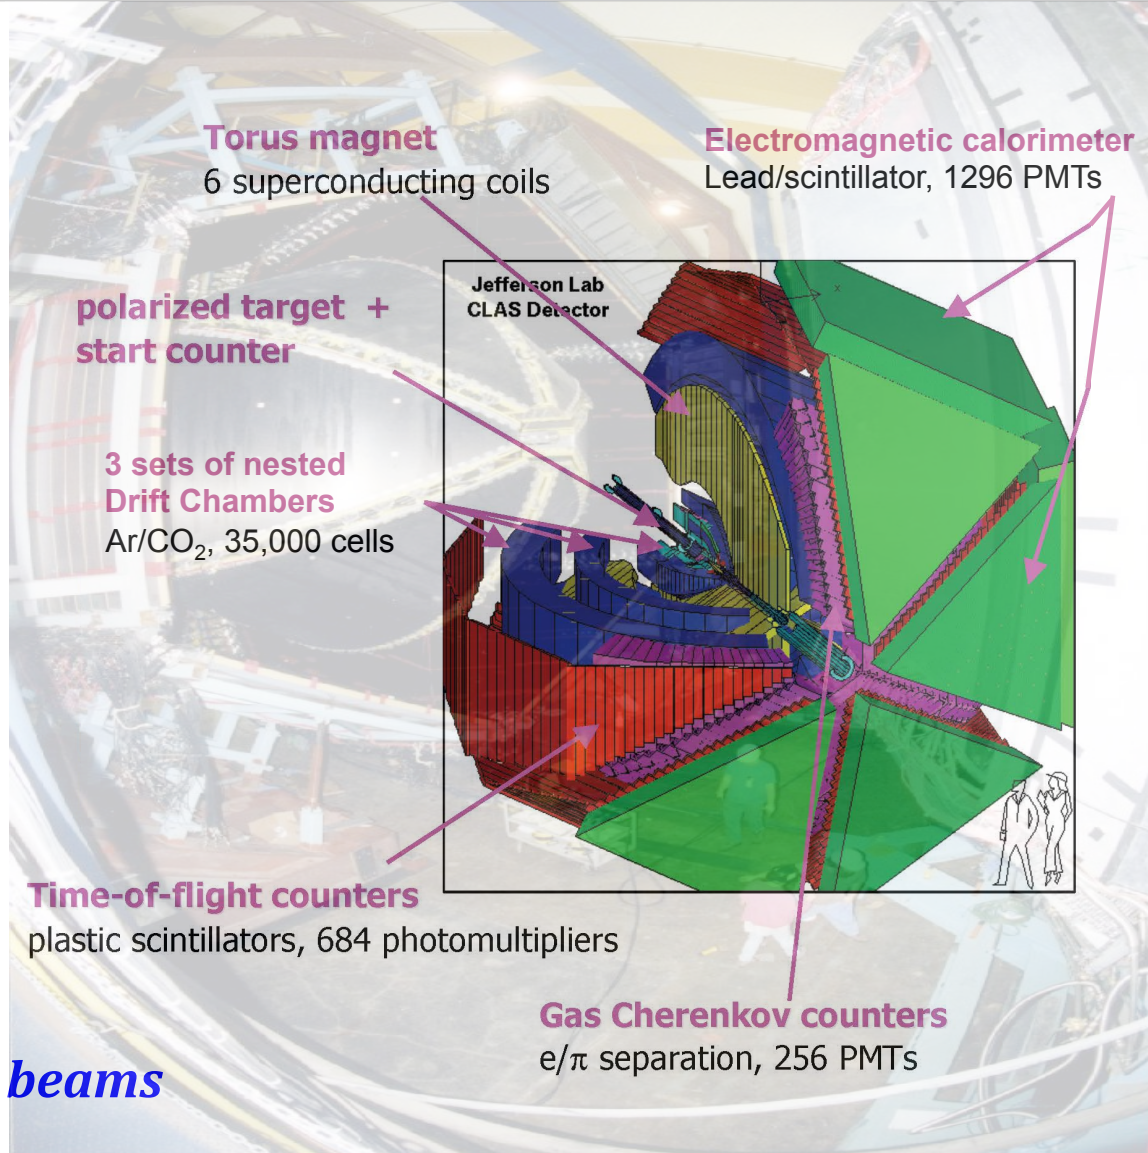 Torus magnet
6 superconducting coils
Electromagnetic calorimeter
Lead/scintillator, 1296 PMTs
Jefferson Lab
CLAS Detector
polarized target +
start counter
3 sets of nested
Drift Chambers
Ar/CO₂, 35,000 cells
Time-of-flight counters
plastic scintillators, 684 photomultipliers
Gas Cherenkov counters
e/π separation, 256 PMTs
beams